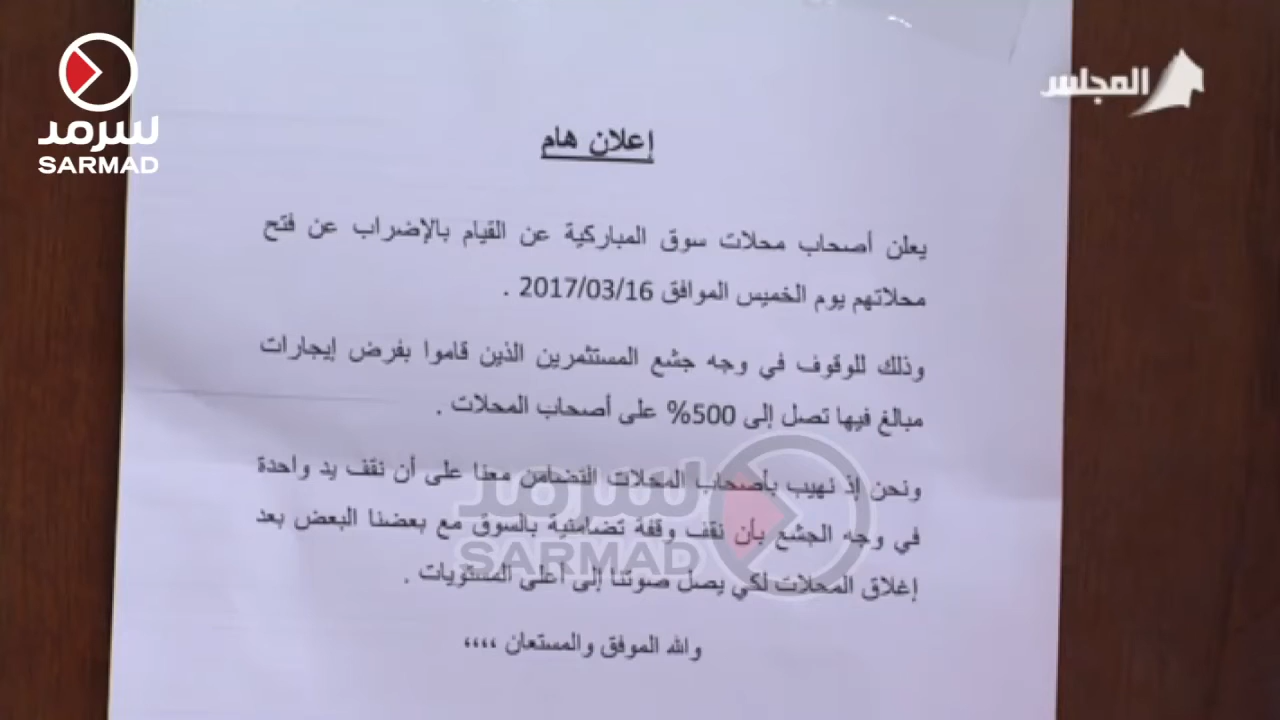 سرمد
SARMAD
المجلس
إعلان هام
يعلن أصحاب محلات سوق المباركية عن القيام بالإضراب عن فتح
محلاتهم يوم الخميس الموافق 2017/03/16 .
وذلك للوقوف في وجه جشع المستثمرين الذين قاموا بفرض إيجارات
مبالغ فيها تصل إلى 500% على أصحاب المحلات .
ونحن إذ نهيب بأصحاب المحلات التضامن معنا على أن نقف يد واحدة
في وجه الجشع بأن نقف وقفة تضامنية بالسوق مع بعضنا البعض بعد
إغلاق المحلات لكي يصل صوتنا إلى أعلى المستويات .
والله الموفق والمستعان ،،،،
سرمد
SARMAD